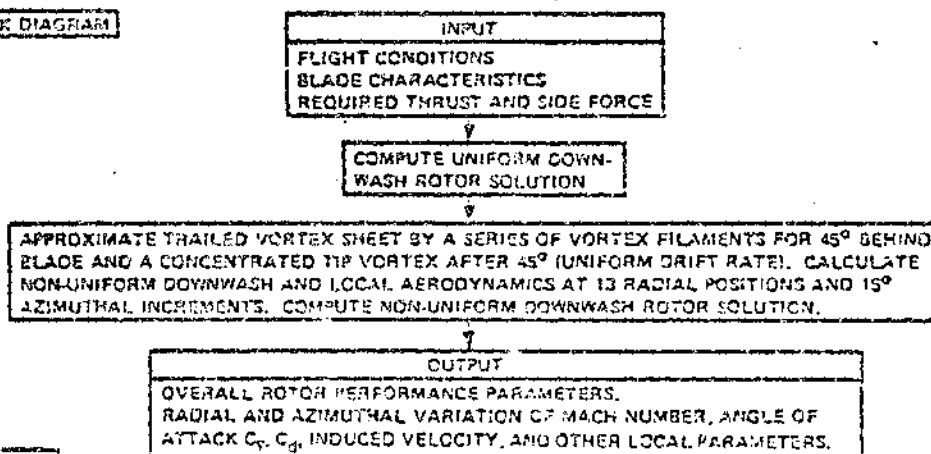 DIAGRAM
INPUT
FLIGHT CONDITIONS
BLADE CHARACTERISTICS
REQUIRED THRUST AND SIDE FORCE
COMPUTE UNIFORM DOWN-
WASH ROTOR SOLUTION
APPROXIMATE TRAILED VORTEX SHEET BY A SERIES OF VORTEX FILAMENTS FOR 45° BEHIND
BLADE AND A CONCENTRATED TIP VORTEX AFTER 45° (UNIFORM DRIFT RATE). CALCULATE
NON-UNIFORM DOWNWASH AND LOCAL AERODYNAMICS AT 13 RADIAL POSITIONS AND 15°
AZIMUTHAL INCREMENTS. COMPUTE NON-UNIFORM DOWNWASH ROTOR SOLUTION.
OUTPUT
OVERALL ROTOR PERFORMANCE PARAMETERS.
RADIAL AND AZIMUTHAL VARIATION OF MACH NUMBER, ANGLE OF
ATTACK Cd, INDUCED VELOCITY, AND OTHER LOCAL PARAMETERS.